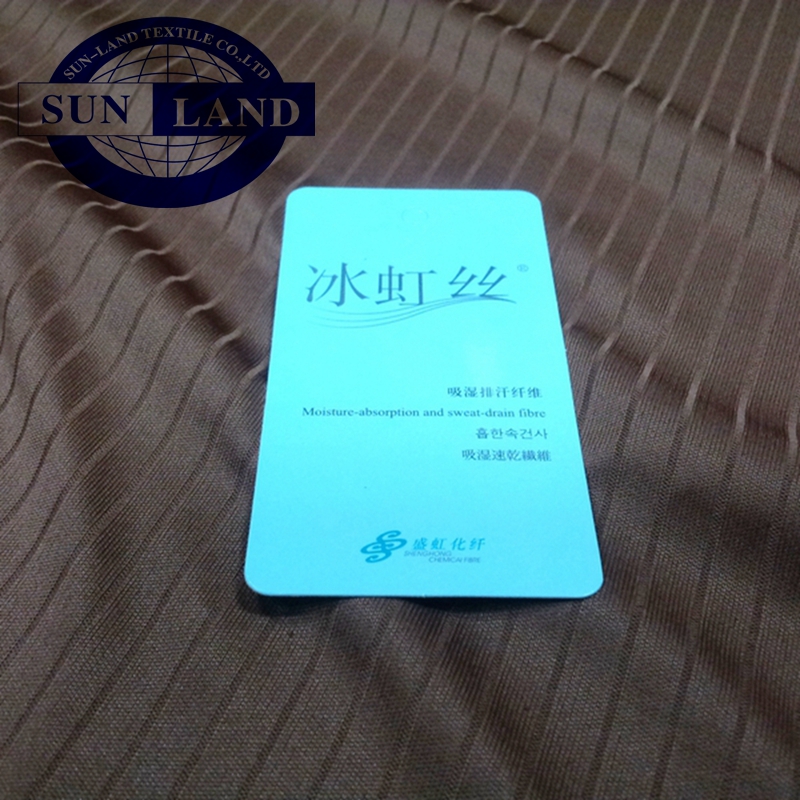 SUN-LAND TEXTILE CO.,LTD
SUN LAND
冰虹丝®
吸湿排汗纤维
Moisture-absorption and sweat-drain fibre
흡한속건사
吸湿速乾纖維
盛虹化纤
SHENGHONG
CHEMICAL FIBRE